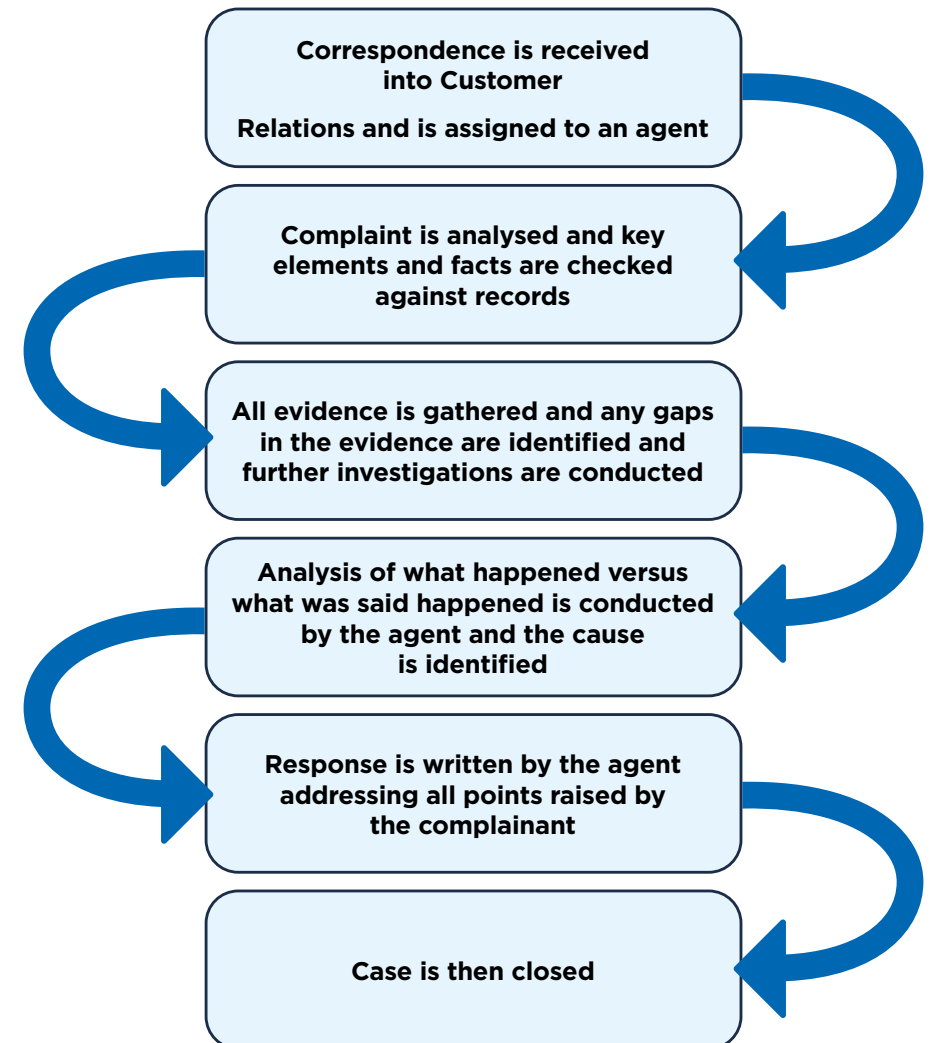 Correspondence is received
into Customer
Relations and is assigned to an agent
Complaint is analysed and key
elements and facts are checked
against records
All evidence is gathered and any gaps
in the evidence are identified and
further investigations are conducted
Analysis of what happened versus
what was said happened is conducted
by the agent and the cause
is identified
Response is written by the agent
addressing all points raised by
the complainant
Case is then closed